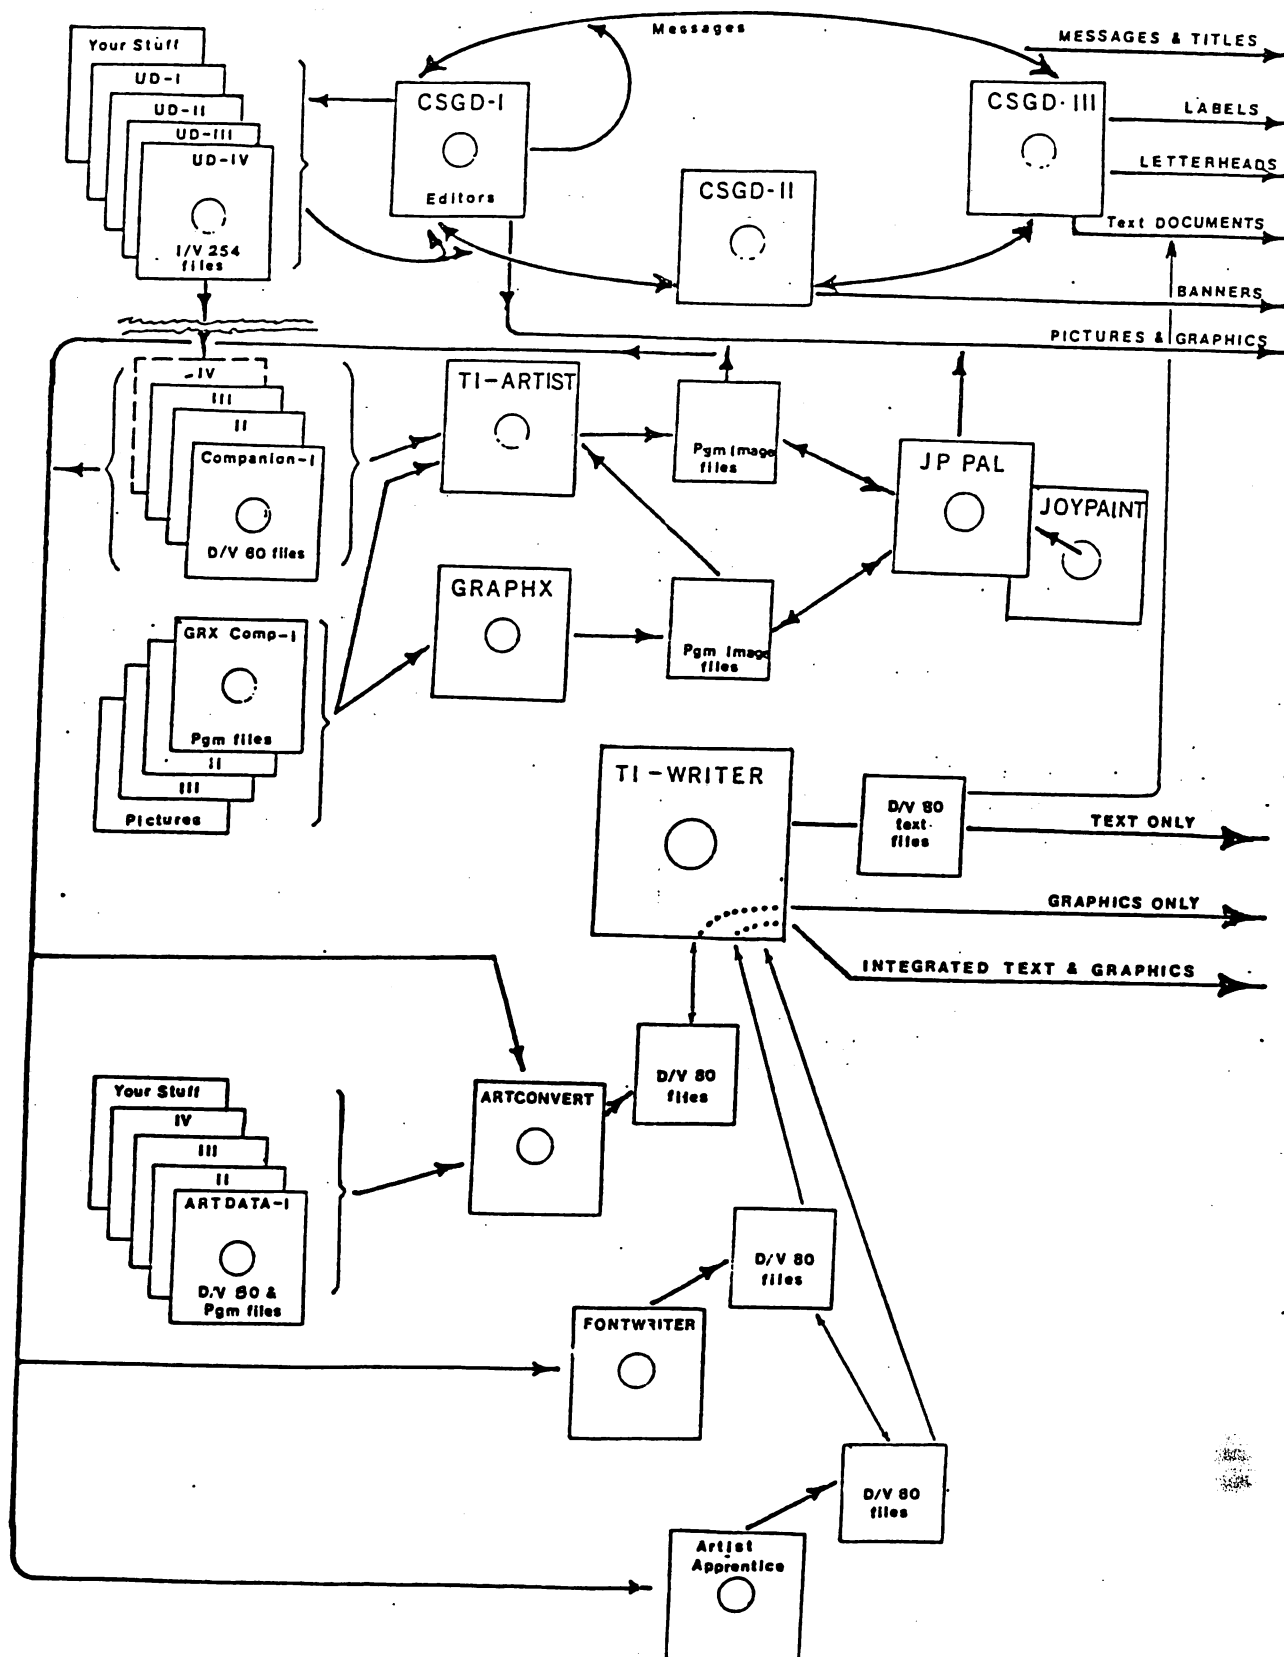 Messages
MESSAGES & TITLES
Your Stuff
UD-I
UD-II
UD-III
UD-IV
I/V 254
files
CSGD-I
Editors
CSGD-II
CSGD-III
LABELS
LETTERHEADS
Text DOCUMENTS
BANNERS
PICTURES & GRAPHICS
IV
III
II
Companion-I
D/V 80 files
TI-ARTIST
Pgm Image
files
JP PAL
JOYPAINT
GRAPHX
Pgm Image
files
GRX Comp-I
Pgm files
II
III
Pictures
TI-WRITER
D/V 80
text
files
TEXT ONLY
GRAPHICS ONLY
INTEGRATED TEXT & GRAPHICS
D/V 80
files
ARTCONVERT
Your Stuff
IV
III
II
ART DATA-I
D/V 80 &
Pgm files
D/V 80
files
FONTWRITER
D/V 80
files
Artist
Apprentice